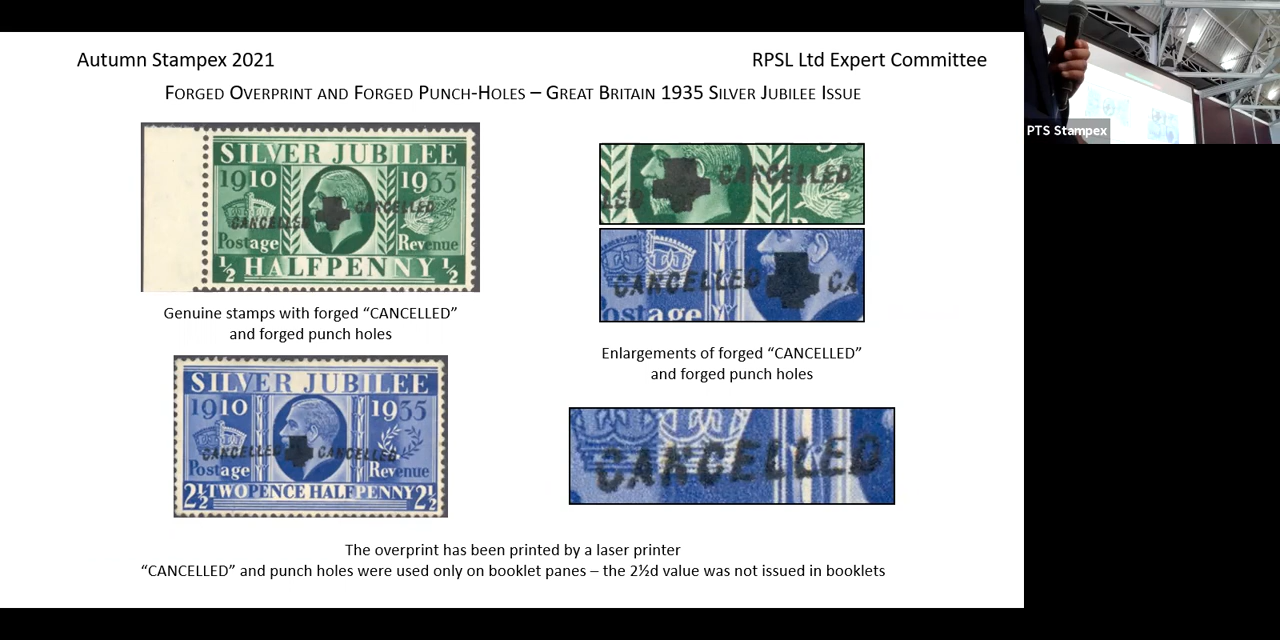 Autumn Stampex 2021
RPSL Ltd Expert Committee
FORGED OVERPRINT AND FORGED PUNCH-HOLES – GREAT BRITAIN 1935 SILVER JUBILEE ISSUE
SILVER JUBILEE
1910 1935
CANCELLED CANCELLED
Postage Revenue
½ HALFPENNY ½
Genuine stamps with forged “CANCELLED”
and forged punch holes
SILVER JUBILEE
1910 1935
CANCELLED CANCELLED
Postage Revenue
2½ TWOPENCE HALFPENNY 2½
LED CANCELLED
CANCELLED CA
ostage
Enlargements of forged “CANCELLED”
and forged punch holes
CANCELLED
The overprint has been printed by a laser printer
“CANCELLED” and punch holes were used only on booklet panes – the 2½d value was not issued in booklets
PTS Stampex